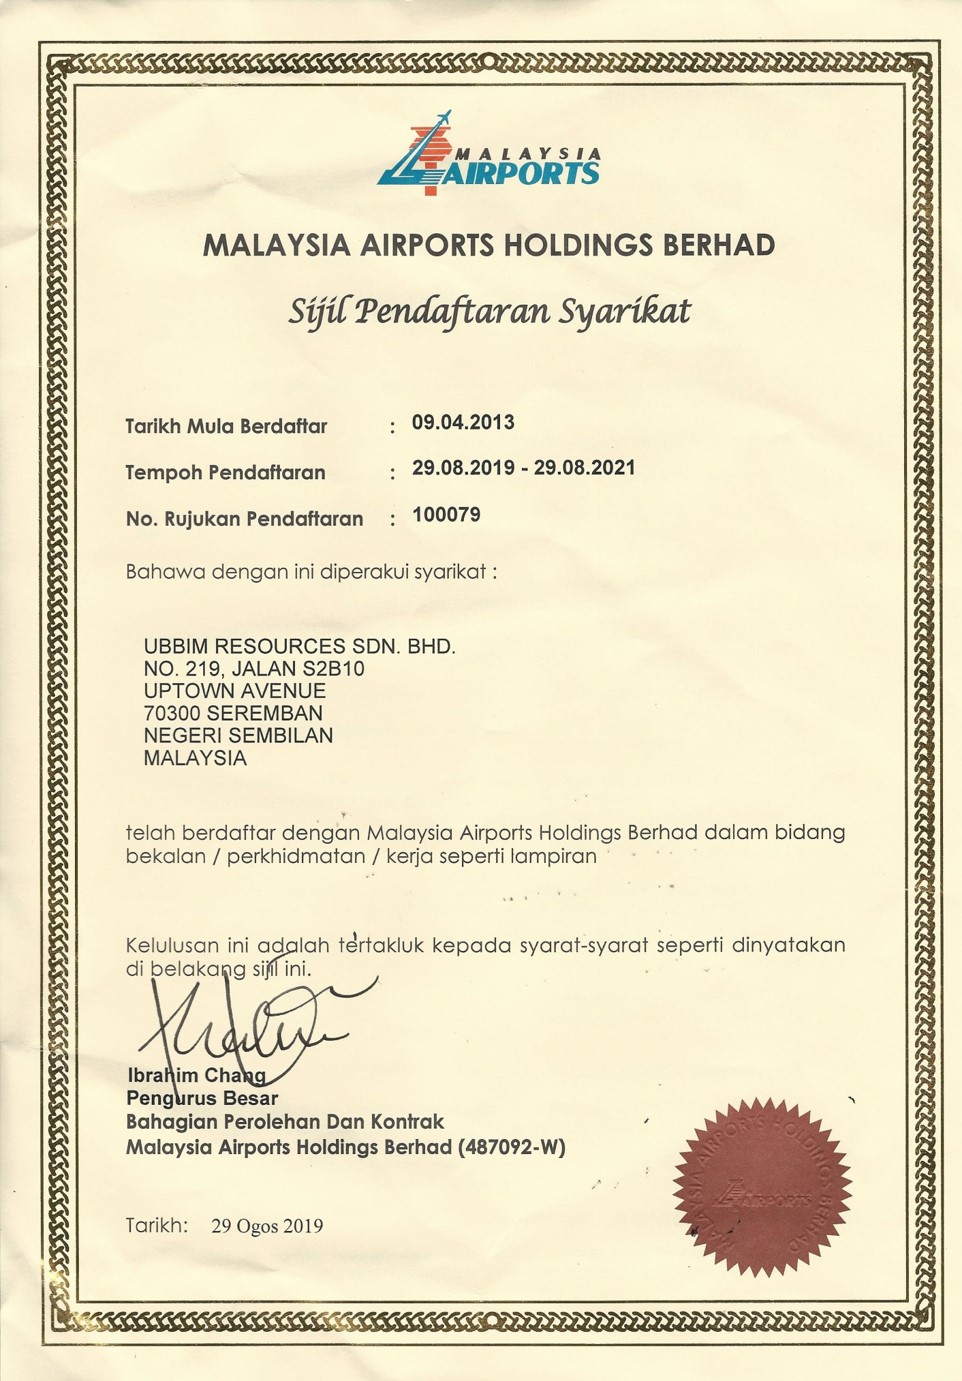 MALAYSIA
AIRPORTS
MALAYSIA AIRPORTS HOLDINGS BERHAD
Sijil Pendaftaran Syarikat
Tarikh Mula Berdaftar : 09.04.2013
Tempoh Pendaftaran : 29.08.2019 - 29.08.2021
No. Rujukan Pendaftaran : 100079
Bahawa dengan ini diperakui syarikat :
UBBIM RESOURCES SDN. BHD.
NO. 219, JALAN S2B10
UPTOWN AVENUE
70300 SEREMBAN
NEGERI SEMBILAN
MALAYSIA
telah berdaftar dengan Malaysia Airports Holdings Berhad dalam bidang
bekalan / perkhidmatan / kerja seperti lampiran
Kelulusan ini adalah tertakluk kepada syarat-syarat seperti dinyatakan
di belakang sijil ini.
Ibrahim Chang
Pengurus Besar
Bahagian Perolehan Dan Kontrak
Malaysia Airports Holdings Berhad (487092-W)
Tarikh: 29 Ogos 2019
MALAYSIA AIRPORTS HOLDINGS BERHAD
AIRPORTS